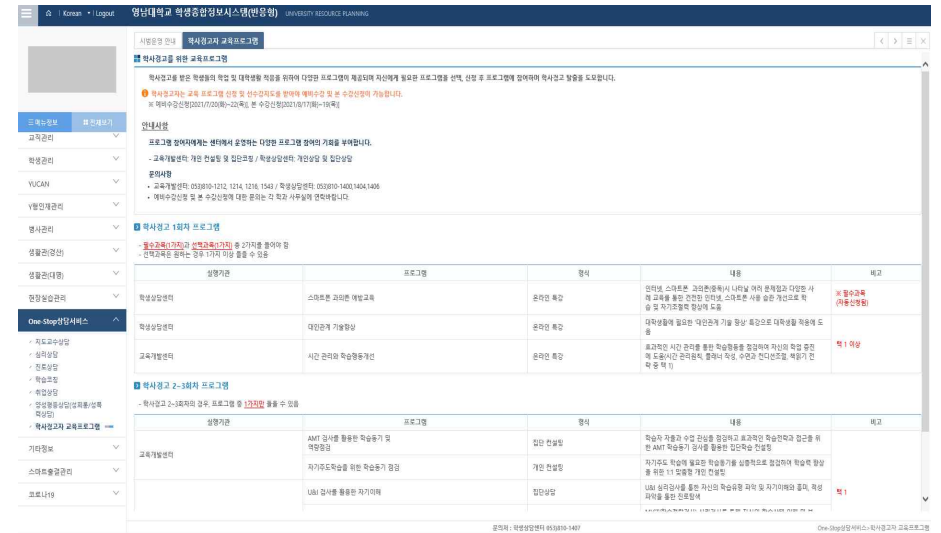 Korean
Logout
영남대학교 학생종합정보시스템(반응형) UNIVERSITY RESOURCE PLANNING
시범운영 안내
학사경고자 교육프로그램
학사경고를 위한 교육프로그램
학사경고를 받은 학생들의 학업 및 대학생활 적응을 위하여 다양한 프로그램이 제공되며 자신에게 필요한 프로그램을 선택, 신청 후 프로그램에 참여하여 학사경고 탈출을 도모합니다.
학사경고자는 교육 프로그램 신청 및 선수강지도를 받아야 예비수강 및 본 수강신청이 가능합니다.
※ 예비수강신청[2021/7/20(화)~22(목)], 본 수강신청[2021/8/17(화)~19(목)]
안내사항
프로그램 참여자에게는 센터에서 운영하는 다양한 프로그램 참여의 기회를 부여합니다.
- 교육개발센터: 개인 컨설팅 및 집단코칭 / 학생상담센터: 개인상담 및 집단상담
문의사항
• 교육개발센터: 053)810-1212, 1214, 1216, 1543 / 학생상담센터: 053)810-1400,1404,1406
• 예비수강신청 및 본 수강신청에 대한 문의는 각 학과 사무실에 연락바랍니다.
메뉴정보
전체보기
교직관리
학생관리
YUCAN
Y형인재관리
병사관리
생활관(경산)
생활관(대명)
현장실습관리
One-Stop상담서비스
지도교수상담
심리상담
진로상담
학습코칭
취업상담
양성평등상담(성희롱/성폭
력상담)
학사경고자 교육프로그램
기타정보
스마트출결관리
코로나19
학사경고 1회차 프로그램
- 필수과목(1가지)과 선택과목(1가지) 총 2가지를 들어야 함
- 선택과목은 원하는 경우 1가지 이상 들을 수 있음
실행기관 프로그램 형식 내용 비고
학생상담센터 스마트폰 과의존 예방교육 온라인 특강
인터넷, 스마트폰 과의존(중독)시 나타날 여러 문제점과 다양한 사
례 교육을 통한 건전한 인터넷, 스마트폰 사용 습관 개선으로 학
습 및 자기조절력 향상에 도움
※ 필수과목
(자동신청됨)
학생상담센터 대인관계 기술향상 온라인 특강
대학생활에 필요한 '대인관계 기술 향상' 특강으로 대학생활 적응에 도
움
교육개발센터 시간 관리와 학습행동개선 온라인 특강
효과적인 시간 관리를 통한 학습행동을 점검하여 자신의 학업 증진
에 도움(시간 관리원칙, 플래너 작성, 수면과 컨디션조절, 책읽기 전
략 중 택 1)
택 1 이상
학사경고 2~3회차 프로그램
- 학사경고 2~3회차의 경우, 프로그램 중 1가지만 들을 수 있음
실행기관 프로그램 형식 내용 비고
교육개발센터
AMT 검사를 활용한 학습동기 및
역량점검
집단 컨설팅
학습자 자율과 수업 관심을 점검하고 효과적인 학습전략과 접근을 위
한 AMT 학습동기 검사를 활용한 집단학습 컨설팅
자기주도학습을 위한 학습동기 점검 개인 컨설팅
자기주도 학습에 필요한 학습동기를 심층적으로 점검하여 학습력 향상
을 위한 1:1 맞춤형 개인 컨설팅
U&I 검사를 활용한 자기이해 집단상담
U&I 심리검사를 통한 자신의 학습유형 파악 및 자기이해와 흥미, 적성
파악을 통한 진로탐색
택 1
문의처 : 학생상담센터 053)810-1407
One-Stop상담서비스>학사경고자 교육프로그램